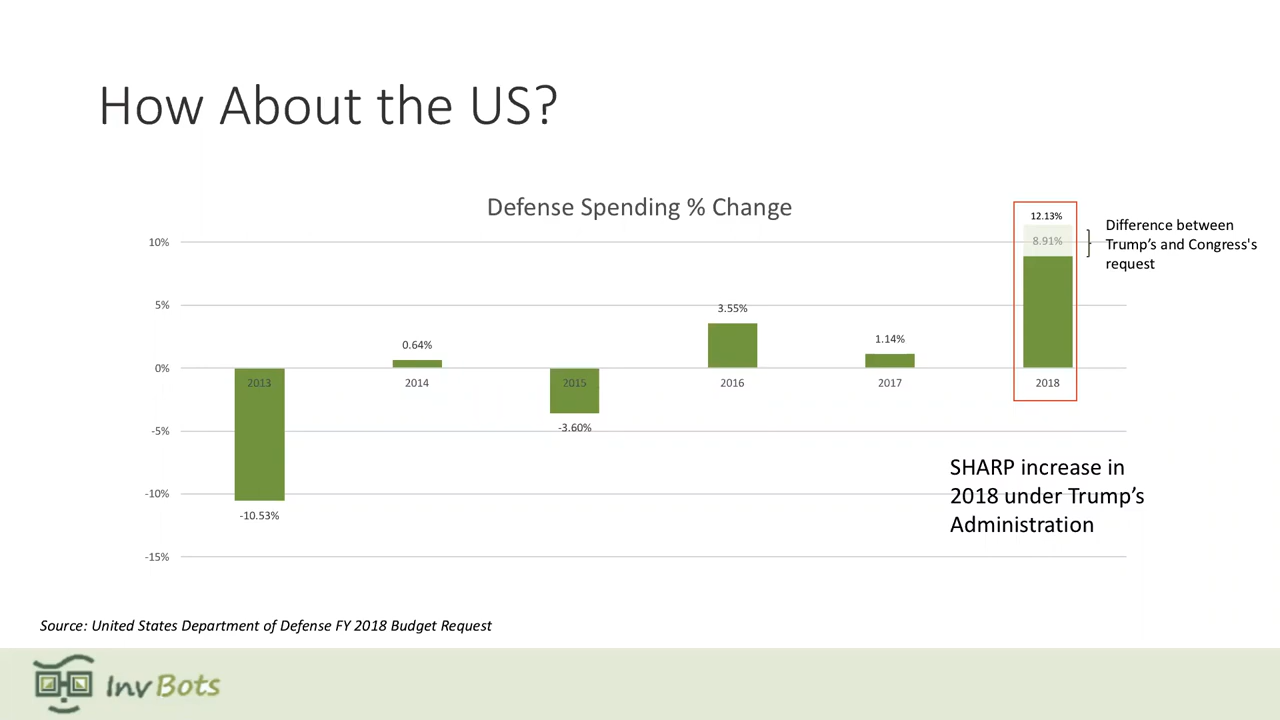 How About the US?
Defense Spending % Change
12.13%
Difference between
Trump's and Congress's
request
10%
8.91%
5%
3.55%
1.14%
0.64%
0%
2013
2014
2015
2016
2017
2018
-5%
-3.60%
SHARP increase in
2018 under Trump's
Administration
-10%
-10.53%
-15%
Source: United States Department of Defense FY 2018 Budget Request
InvBots